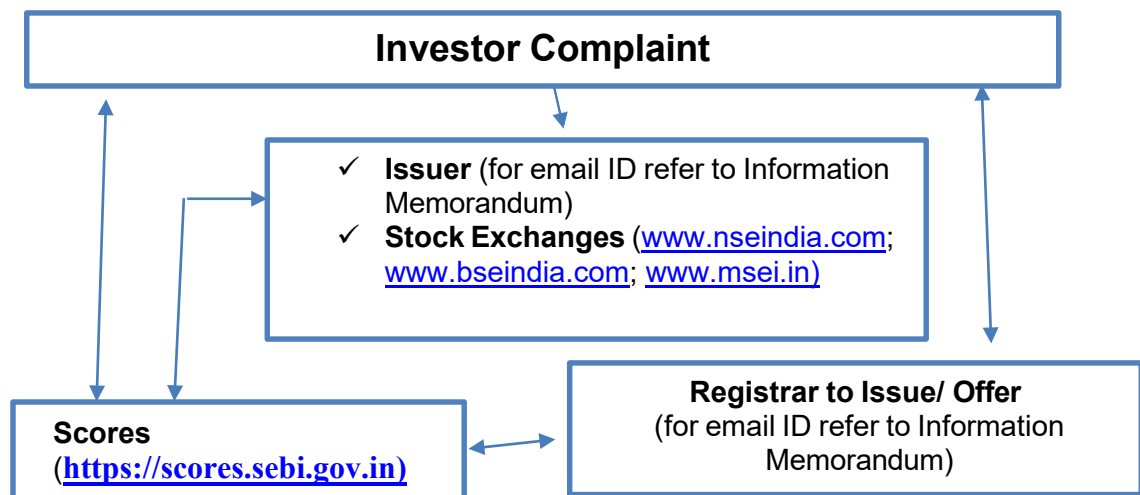 Investor Complaint
✓ Issuer (for email ID refer to Information
Memorandum)
✓ Stock Exchanges (www.nseindia.com;
www.bseindia.com; www.msei.in)
Registrar to Issue/ Offer
(for email ID refer to Information
Memorandum)
Scores
(https://scores.sebi.gov.in)